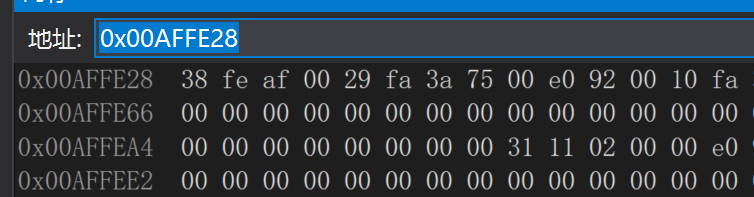 地址: 0x00AFFE28
0x00AFFE28 38 fe af 00 29 fa 3a 75 00 e0 92 00 10 fa
0x00AFFE66 00 00 00 00 00 00 00 00 00 00 00 00 00 00
0x00AFFEA4 00 00 00 00 00 00 00 00 31 11 02 00 00 e0
0x00AFFEE2 00 00 00 00 00 00 00 00 00 00 00 00 00 00